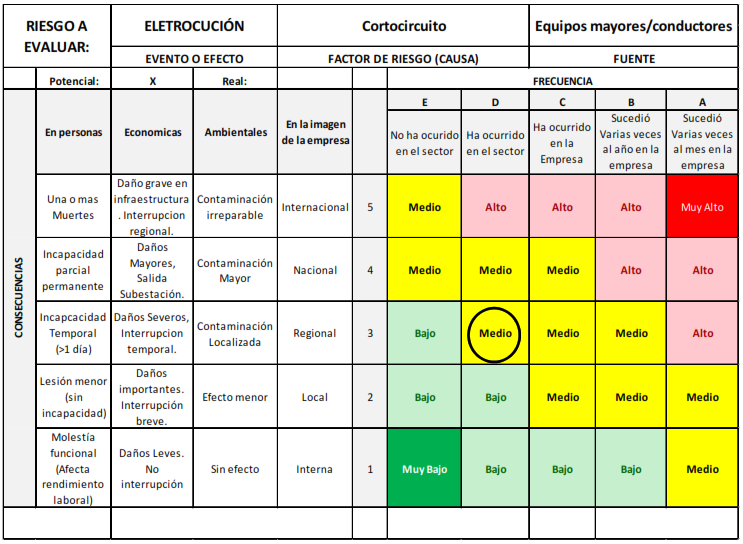 RIESGO A EVALUAR:
ELETROCUCIÓN
Cortocircuito
Equipos mayores/conductores
EVENTO O EFECTO
FACTOR DE RIESGO (CAUSA)
FUENTE
Potencial:
X
Real:
FRECUENCIA
CONSECUENCIAS
En personas
Economicas
Ambientales
En la imagen
de la empresa
E
D
C
B
A
No ha ocurido
en el sector
Ha ocurrido
en el sector
Ha ocurrido
en la
Empresa
Sucedió
Varias veces
al año en la
empresa
Sucedió
Varias veces
al mes en la
empresa
Una o mas
Muertes
Daño grave en
infraestructura
. Interrupcion
regional.
Contaminación
irreparable
Internacional
5
Medio
Alto
Alto
Alto
Muy Alto
Incapacidad
parcial
permanente
Daños
Mayores,
Salida
Subestación.
Contaminación
Mayor
Nacional
4
Medio
Medio
Medio
Alto
Alto
Incapcacidad
Temporal
(>1 día)
Daños Severos,
Interrupcion
temporal.
Contaminación
Localizada
Regional
3
Bajo
Medio
Medio
Medio
Alto
Lesión menor
(sin
incapacidad)
Daños
importantes.
Interrupción
breve.
Efecto menor
Local
2
Bajo
Bajo
Medio
Medio
Medio
Molestía
funcional
(Afecta
rendimiento
laboral)
Daños Leves.
No
interrupción
Sin efecto
Interna
1
Muy Bajo
Bajo
Bajo
Bajo
Medio